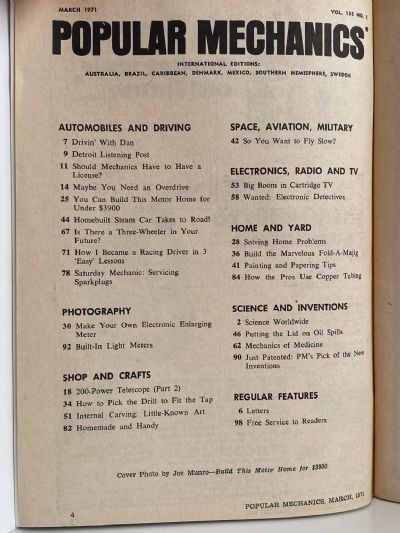 MARCH 1971
VOL. 135 NO. 1
POPULAR MECHANICS®
INTERNATIONAL EDITIONS:
AUSTRALIA, BRAZIL, CARIBBEAN, DENMARK, MEXICO, SOUTHERN HEMISPHERE, SWEDEN
AUTOMOBILES AND DRIVING
7 Drivin' With Dan
9 Detroit Listening Post
11 Should Mechanics Have to Have a
License?
14 Maybe You Need an Overdrive
25 You Can Build This Motor Home for
Under $3900
44 Homebuilt Steam Car Takes to Road!
67 Is There a Three-Wheeler in Your
Future?
71 How I Became a Racing Driver in 3
'Easy' Lessons
78 Saturday Mechanic: Servicing
Sparkplugs
PHOTOGRAPHY
30 Make Your Own Electronic Enlarging
Meter
92 Built-In Light Meters
SHOP AND CRAFTS
18 200-Power Telescope (Part 2)
34 How to Pick the Drill to Fit the Tap
51 Internal Carving: Little-Known Art
82 Homemade and Handy
SPACE, AVIATION, MILITARY
42 So You Want to Fly Slow?
ELECTRONICS, RADIO AND TV
53 Big Boom in Cartridge TV
58 Wanted: Electronic Detectives
HOME AND YARD
28 Solving Home Problems
36 Build the Marvelous Fold-A-Majig
41 Painting and Papering Tips
84 How the Pros Use Copper Tubing
SCIENCE AND INVENTIONS
2 Science Worldwide
46 Putting the Lid on Oil Spills
62 Mechanics of Medicine
90 Just Patented: PM's Pick of the New
Inventions
REGULAR FEATURES
6 Letters
98 Free Service to Readers
Cover Photo by Joe Munro—Build This Motor Home for $3900
4
POPULAR MECHANICS, MARCH, 1971